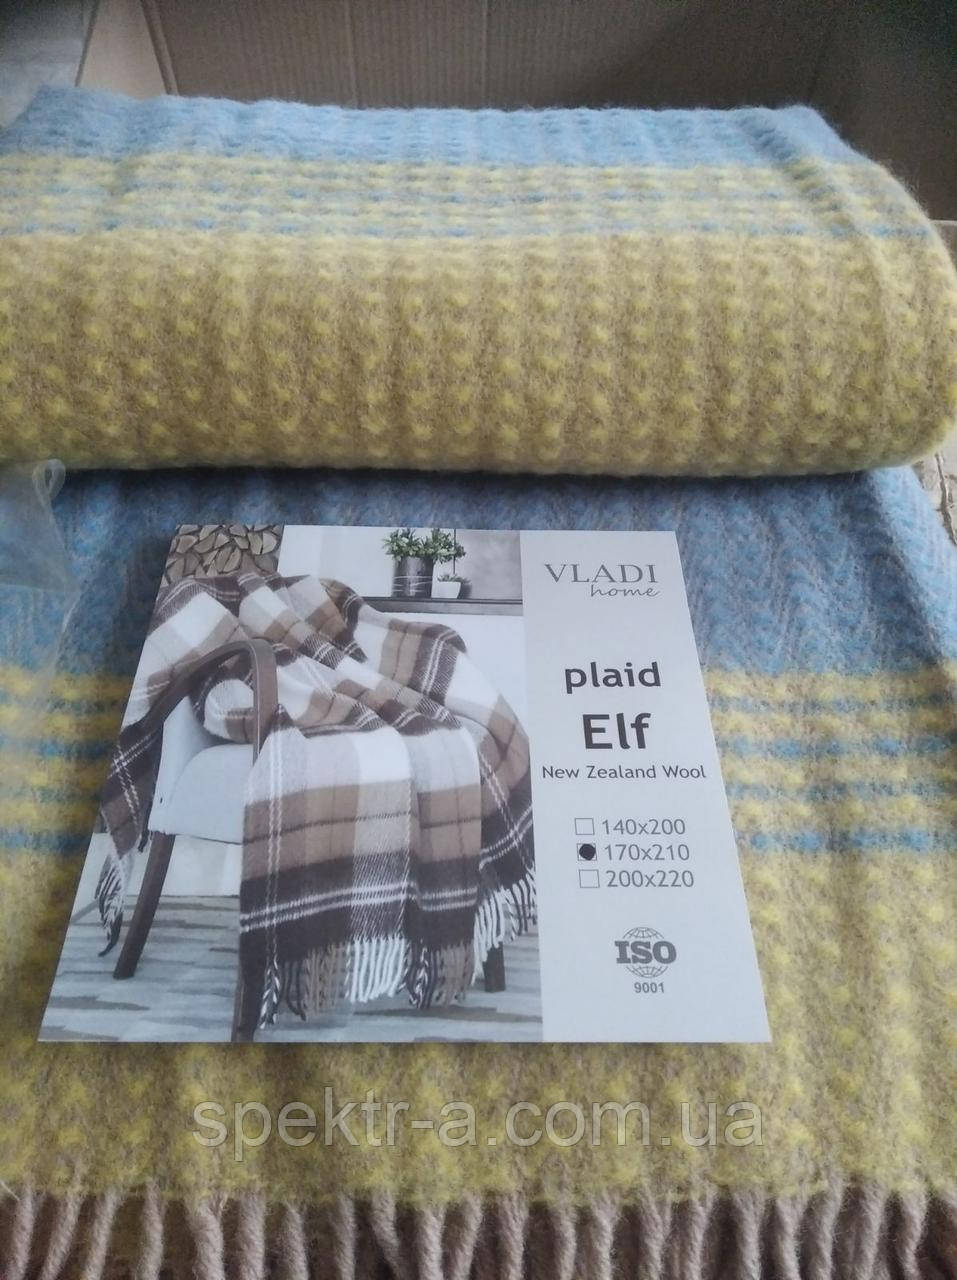 VLADI
home
plaid
Elf
New Zealand Wool
140x200
170x210
200x220
ISO
9001
spektr-a.com.ua